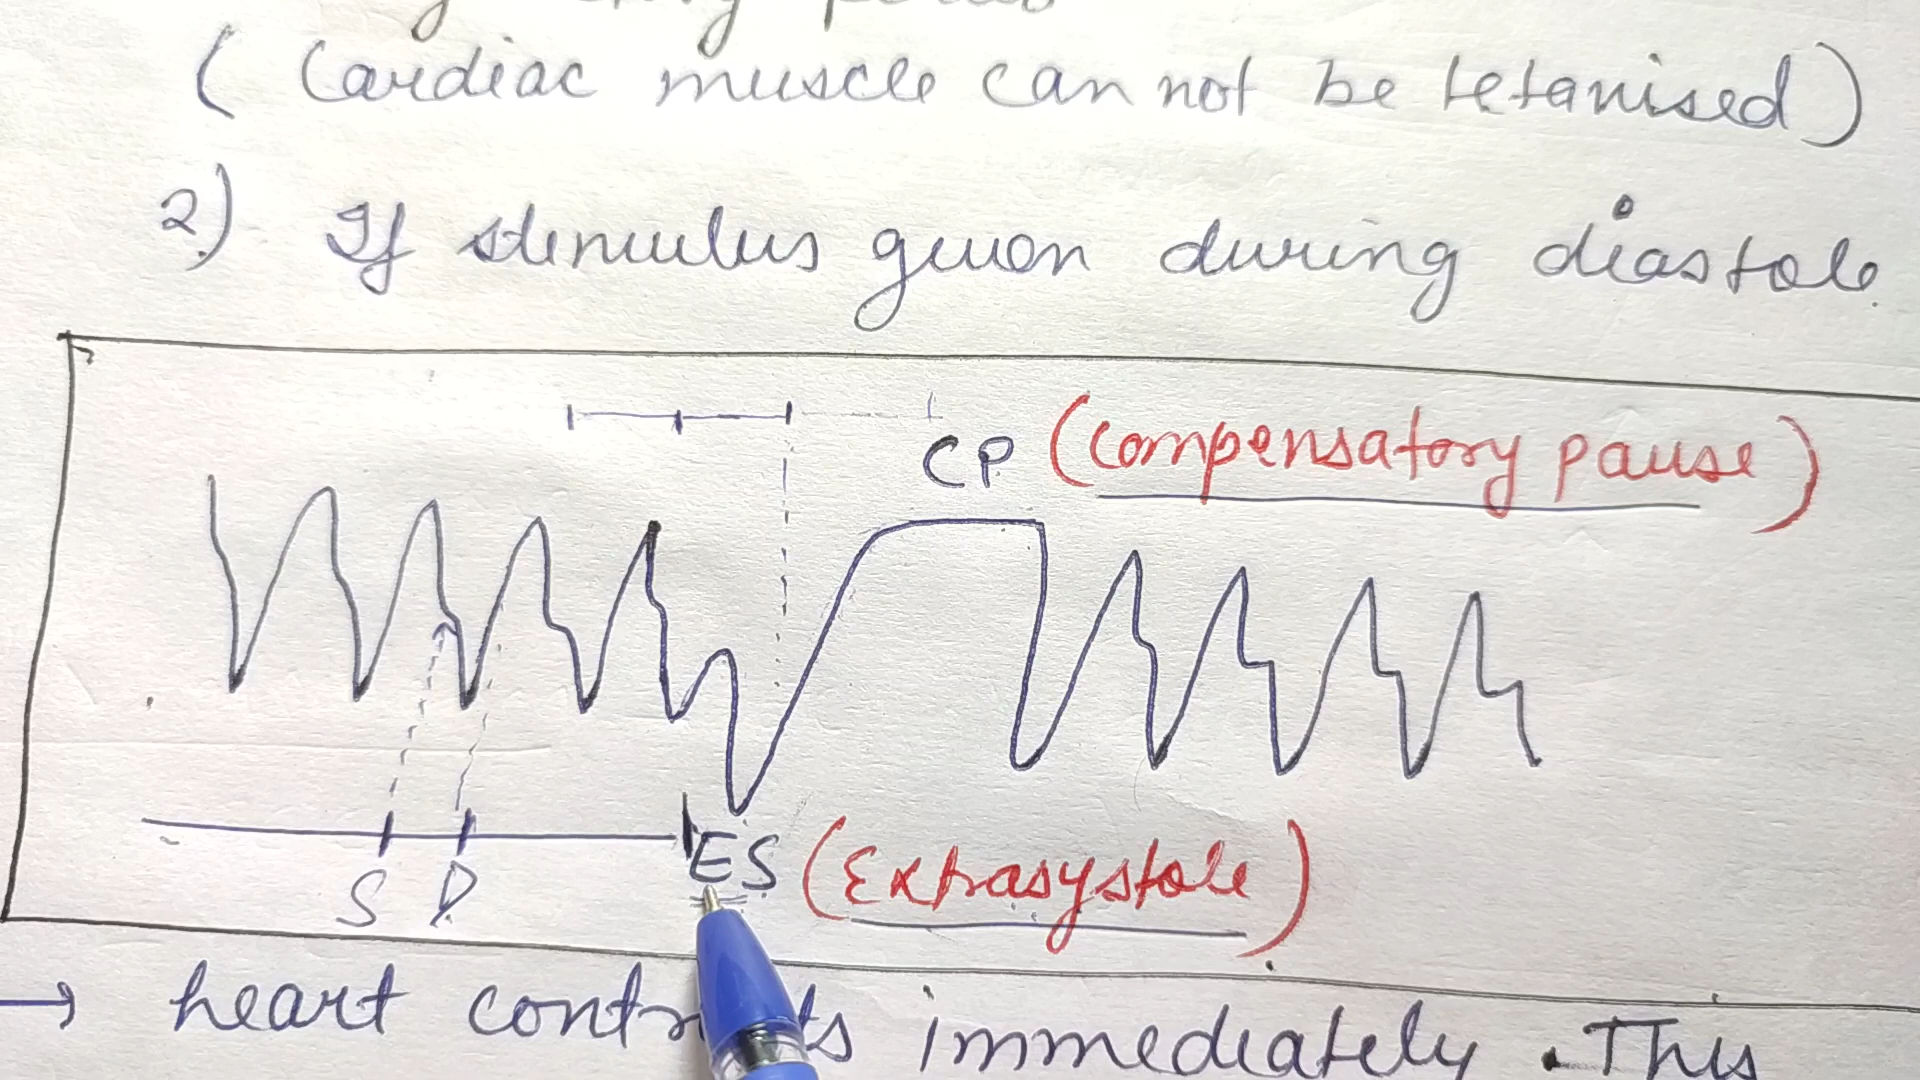 ( Cardiac muscle can not be tetanised )
2) If stimulus given during diastole
CP (compensatory pause)
S D
ES (Extrasystole)
→ heart contracts immediately. This